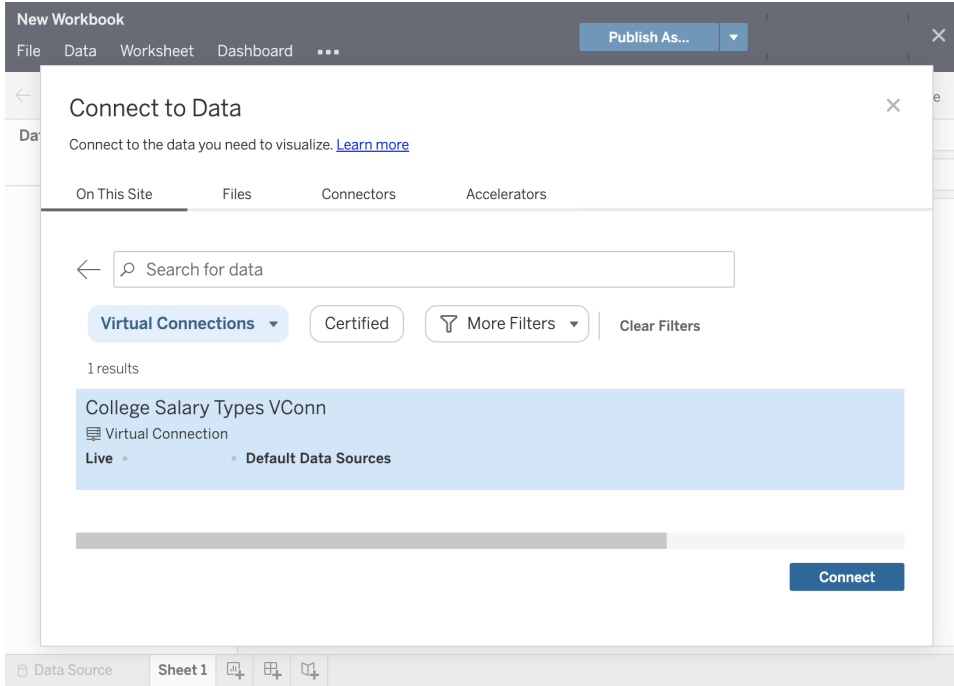 New Workbook
File Data Worksheet Dashboard
Publish As...
Connect to Data
Connect to the data you need to visualize. Learn more
On This Site Files Connectors Accelerators
Search for data
Virtual Connections Certified More Filters Clear Filters
1 results
College Salary Types VConn
Virtual Connection
Live • • Default Data Sources
Connect
Data Source Sheet 1